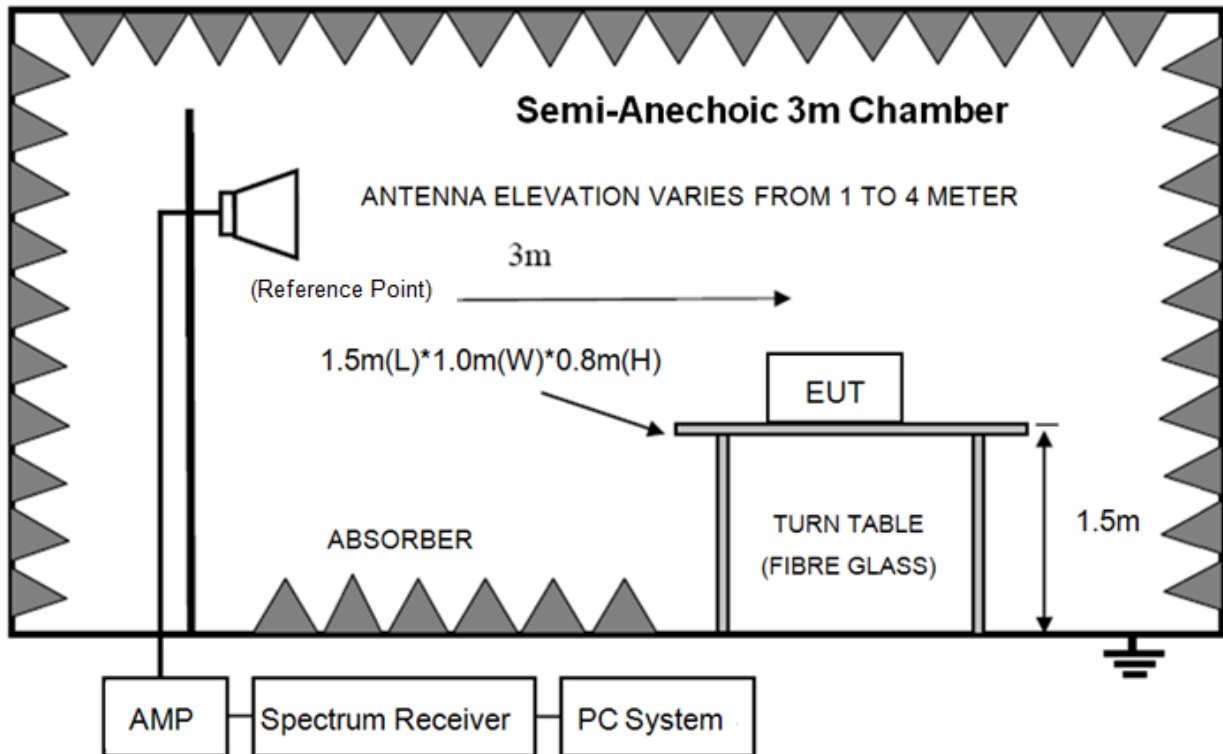 Semi-Anechoic 3m Chamber
ANTENNA ELEVATION VARIES FROM 1 TO 4 METER
3m
(Reference Point)
1.5m(L)*1.0m(W)*0.8m(H)
EUT
TURN TABLE
(FIBRE GLASS)
1.5m
ABSORBER
AMP
Spectrum Receiver
PC System